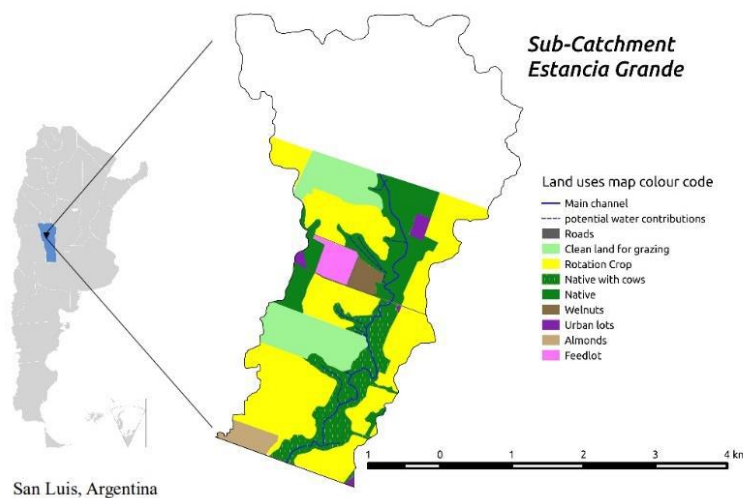 Sub-Catchment
Estancia Grande
Land uses map colour code
Main channel
potential water contributions
Roads
Clean land for grazing
Rotation Crop
Native with cows
Native
Welnuts
Urban lots
Almonds
Feedlot
1 0 1 2 3 4 km
San Luis, Argentina